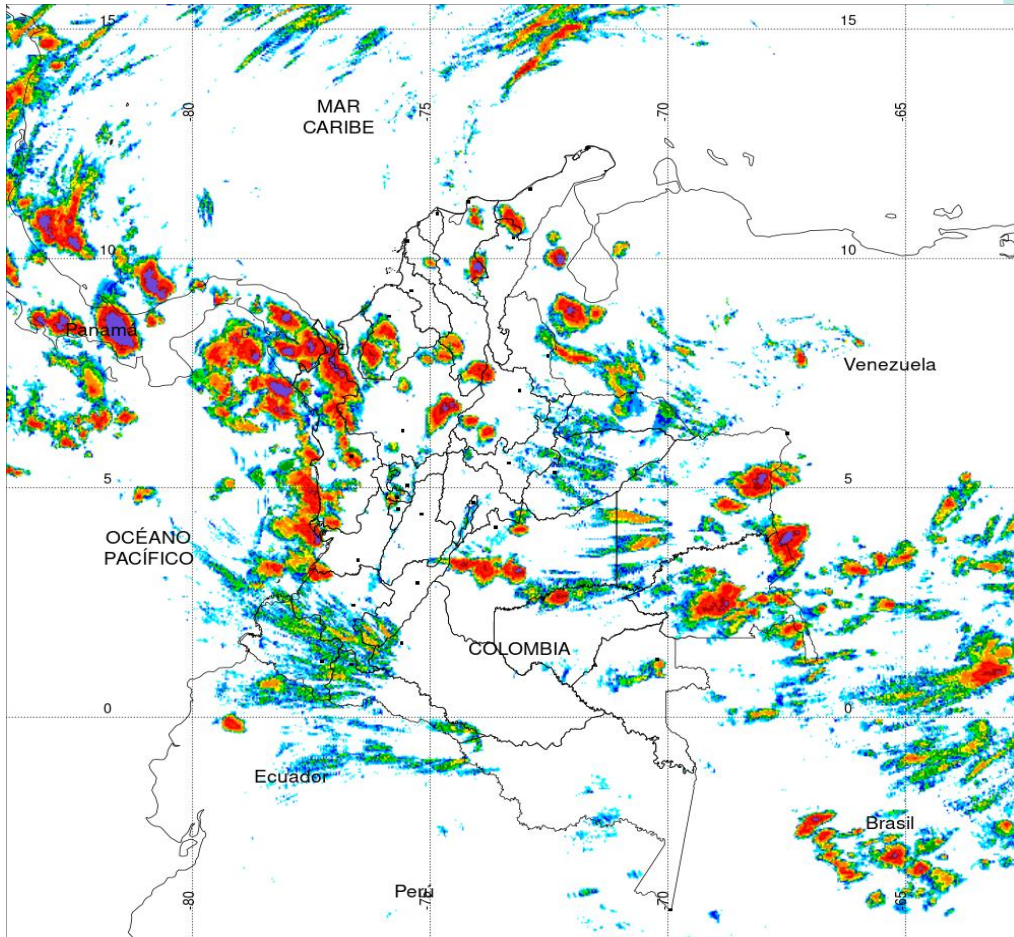 15 15
MAR
CARIBE
-80 -75 -70 -65
10 10
Panamá
Venezuela
5 5
OCÉANO
PACÍFICO
COLOMBIA
0 0
Ecuador
Brasil
Perú
-80 -75 -70 -65